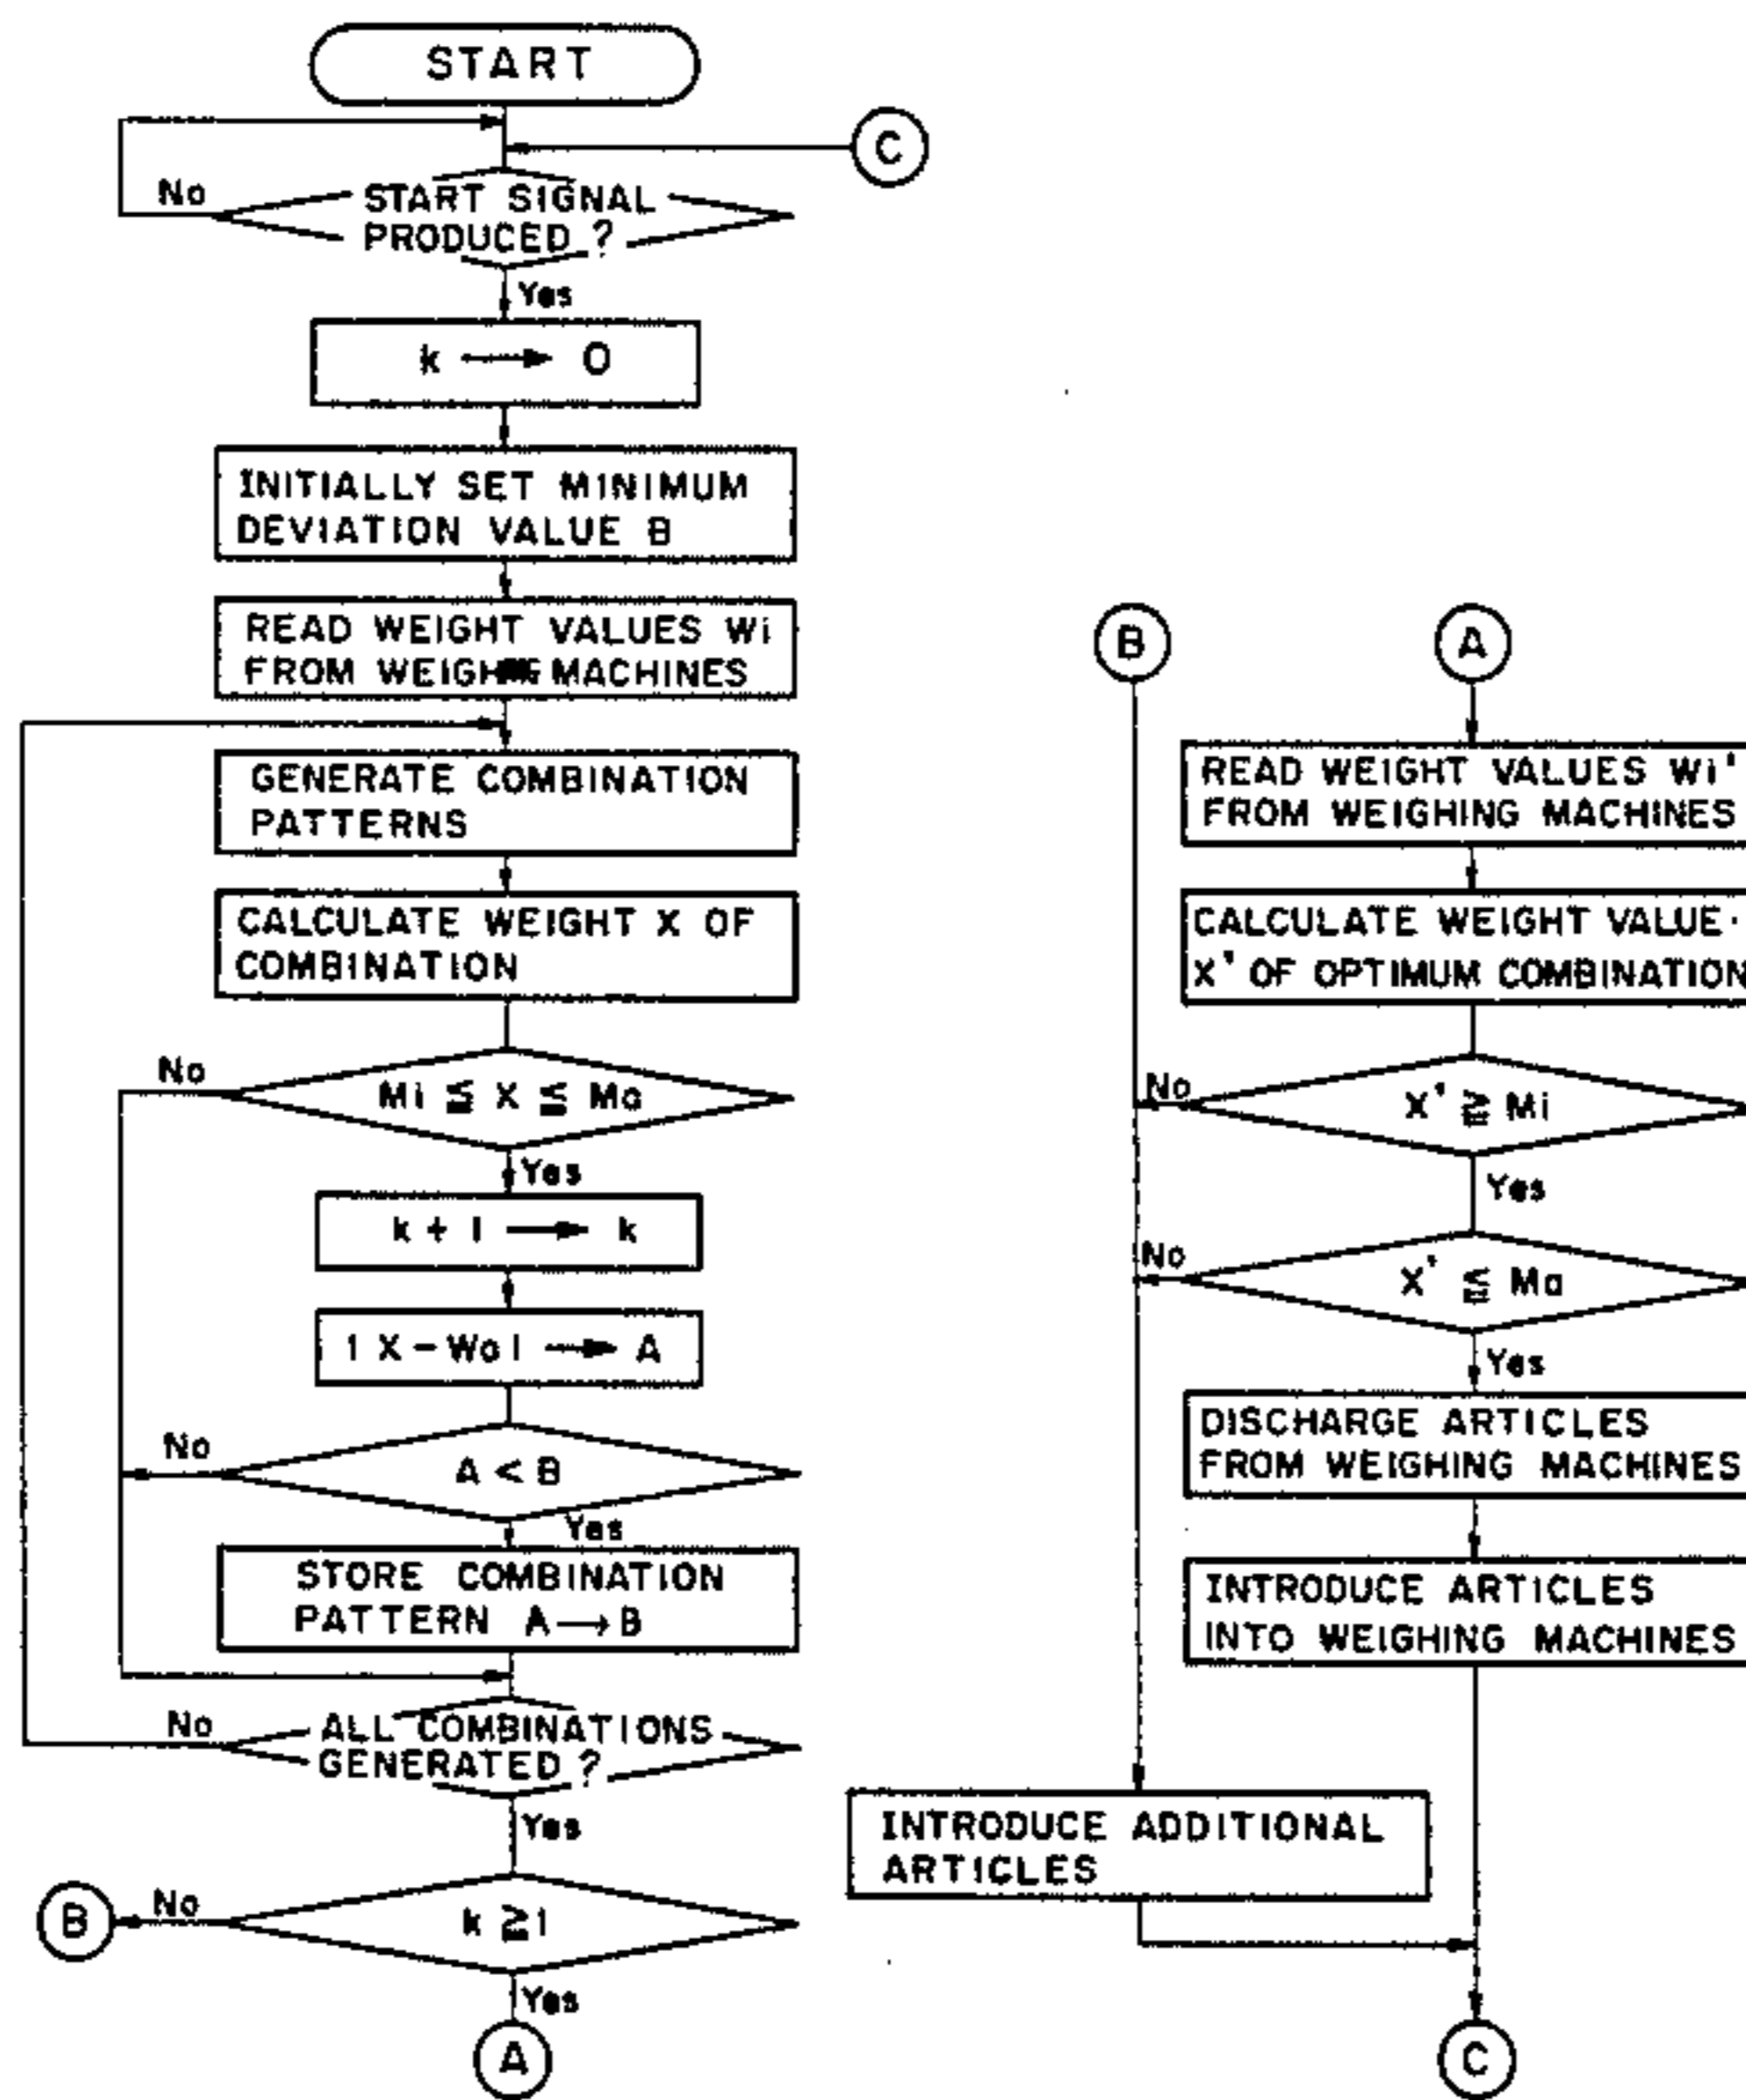 START
C
No
START SIGNAL
PRODUCED ?
Yes
k → 0
INITIALLY SET MINIMUM
DEVIATION VALUE B
READ WEIGHT VALUES Wi
FROM WEIGHING MACHINES
GENERATE COMBINATION
PATTERNS
CALCULATE WEIGHT X OF
COMBINATION
No
Mi ≦ X ≦ Ma
Yes
k + 1 → k
| X - Wo | → A
No
A < B
Yes
STORE COMBINATION
PATTERN A → B
No
ALL COMBINATIONS
GENERATED ?
Yes
B
No
k ≧ 1
Yes
A
B
A
READ WEIGHT VALUES Wi'
FROM WEIGHING MACHINES
CALCULATE WEIGHT VALUE
X' OF OPTIMUM COMBINATION
No
X' ≧ Mi
Yes
No
X' ≦ Ma
Yes
DISCHARGE ARTICLES
FROM WEIGHING MACHINES
INTRODUCE ARTICLES
INTO WEIGHING MACHINES
INTRODUCE ADDITIONAL
ARTICLES
C